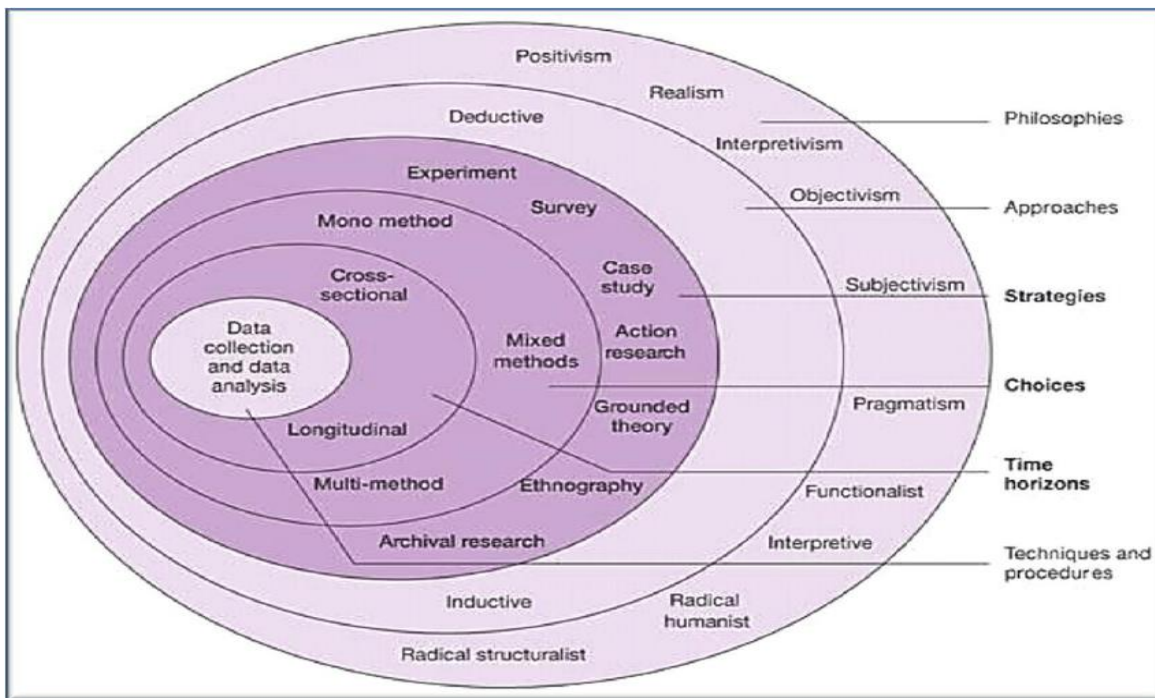 Positivism
Realism
Philosophies
Deductive
Interpretivism
Experiment
Objectivism
Approaches
Survey
Mono method
Case
study
Cross-
sectional
Subjectivism
Strategies
Data
collection
and data
analysis
Mixed
methods
Action
research
Choices
Pragmatism
Grounded
theory
Longitudinal
Time
horizons
Multi-method
Ethnography
Functionalist
Archival research
Interpretive
Techniques and
procedures
Inductive
Radical
humanist
Radical structuralist